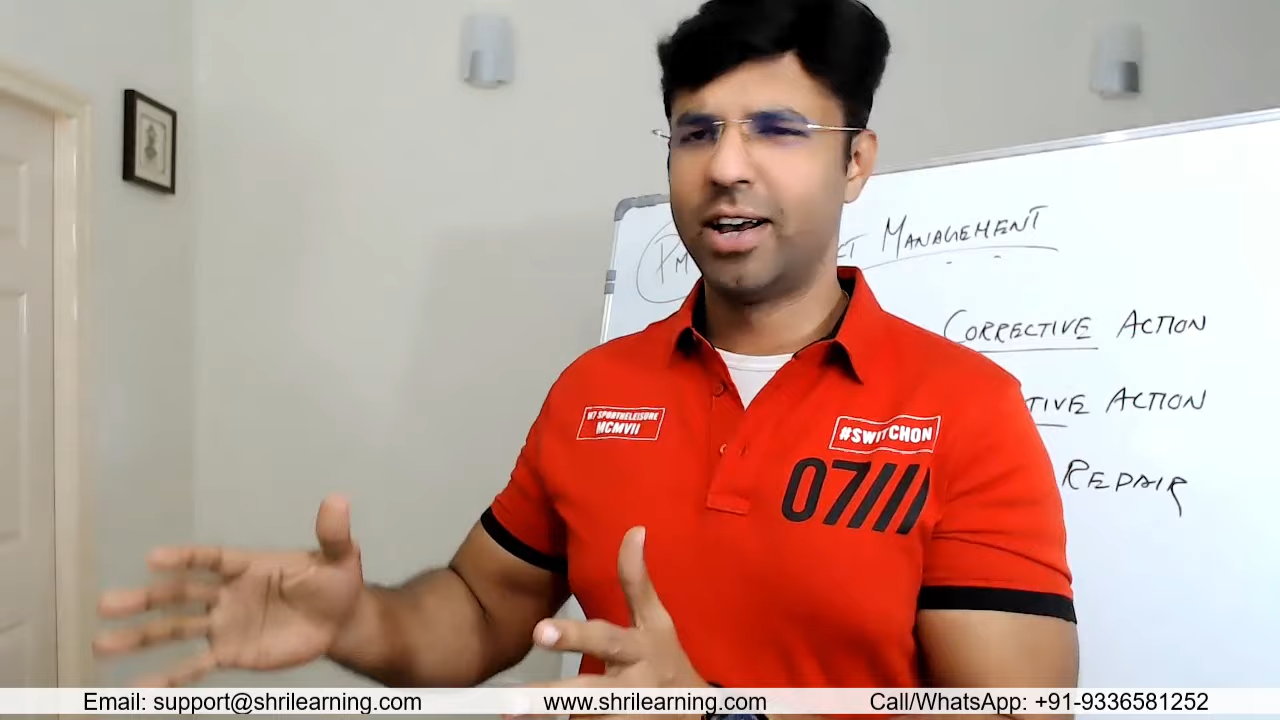 PM
MANAGEMENT
CORRECTIVE ACTION
ACTION
REPAIR
MCMVII
#SWITCHON
07///
Email: support@shrilearning.com www.shrilearning.com Call/WhatsApp: +91-9336581252